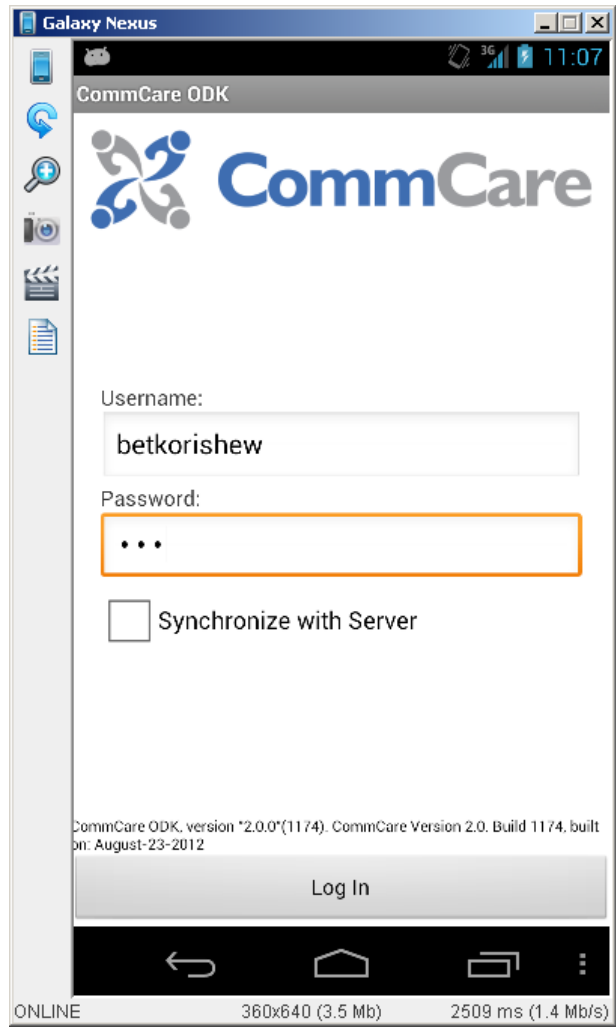 Galaxy Nexus
3G 11:07
CommCare ODK
CommCare
Username:
betkorishew
Password:
•••
Synchronize with Server
CommCare ODK, version "2.0.0"(1174). CommCare Version 2.0. Build 1174, built
on: August-23-2012
Log In
ONLINE 360x640 (3.5 Mb) 2509 ms (1.4 Mb/s)